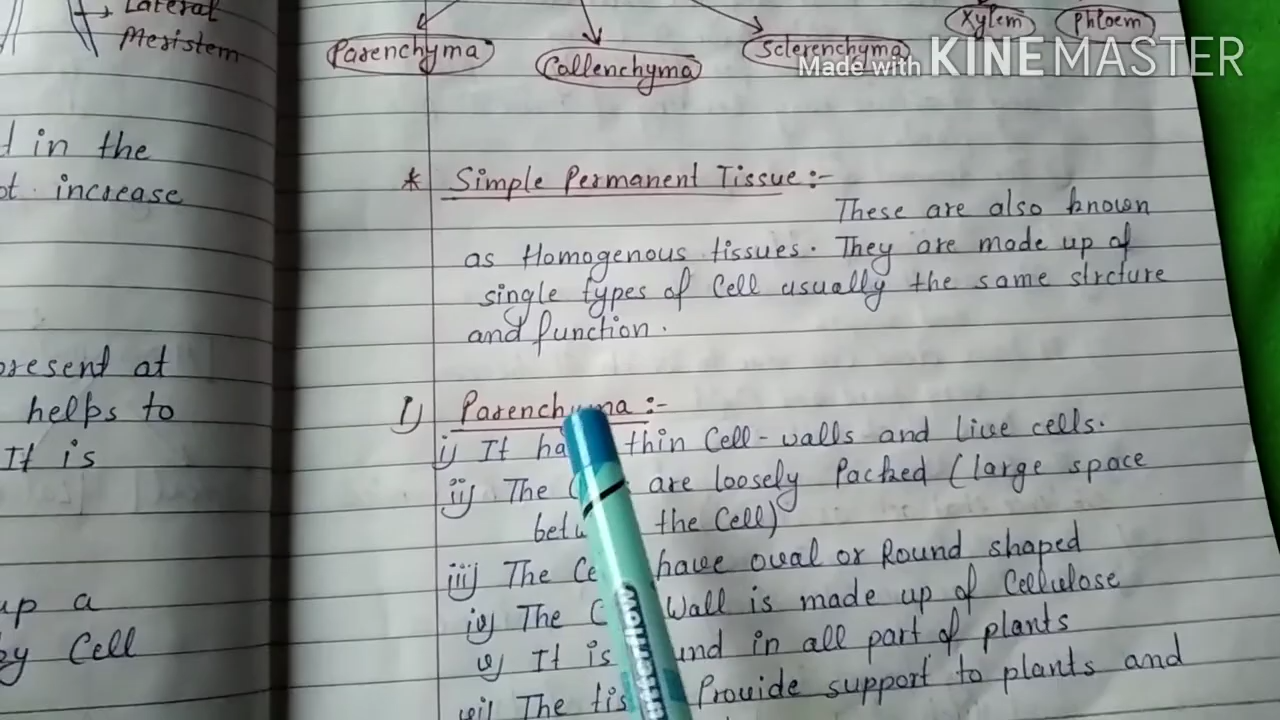 Lateral
Meristem
Parenchyma
Collenchyma
Sclerenchyma
Xylem
Phloem
Made with KINEMASTER
in the
increase
present at
helps to
It is
up a
by Cell
* Simple Permanent Tissue :-
These are also known
as Homogenous tissues. They are made up of
single types of Cell usually the same strcture
and function.
1) Parenchyma :-
i) It thin Cell-walls and live cells.
ii) The are loosely Packed (large space
the Cell)
iii) The have oval or Round shaped
iv) The Wall is made up of Cellulose
v) It is in all part of plants
vi) The Provide support to plants and